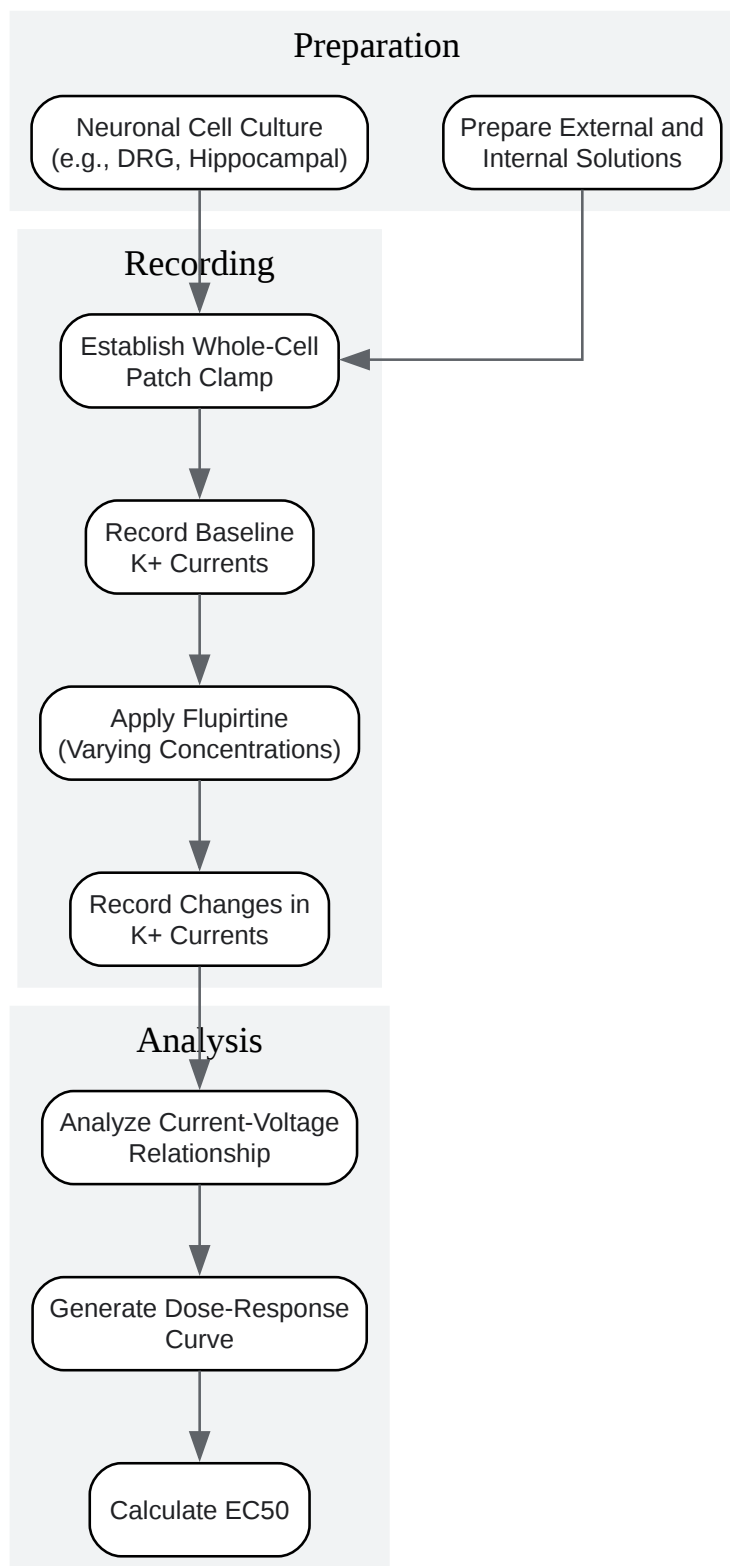 Preparation
Neuronal Cell Culture
(e.g., DRG, Hippocampal)
Prepare External and
Internal Solutions
Recording
Establish Whole-Cell
Patch Clamp
Record Baseline
K+ Currents
Apply Flupirtine
(Varying Concentrations)
Record Changes in
K+ Currents
Analysis
Analyze Current-Voltage
Relationship
Generate Dose-Response
Curve
Calculate EC50